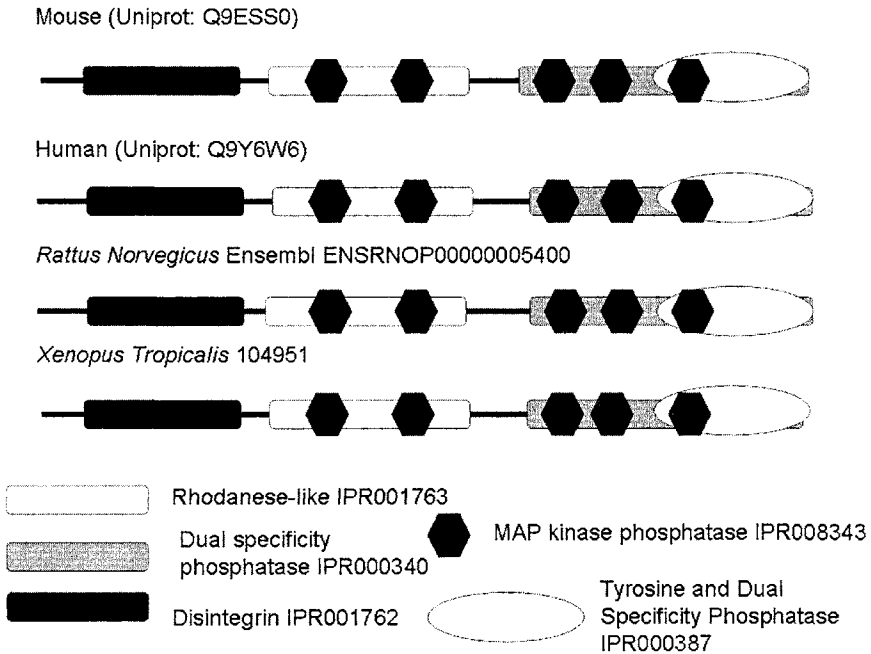 Mouse (Uniprot: Q9ESS0)
Human (Uniprot: Q9Y6W6)
Rattus Norvegicus Ensembl ENSRNOP00000005400
Xenopus Tropicalis 104951
Rhodanese-like IPR001763
MAP kinase phosphatase IPR008343
Dual specificity
phosphatase IPR000340
Disintegrin IPR001762
Tyrosine and Dual
Specificity Phosphatase
IPR000387